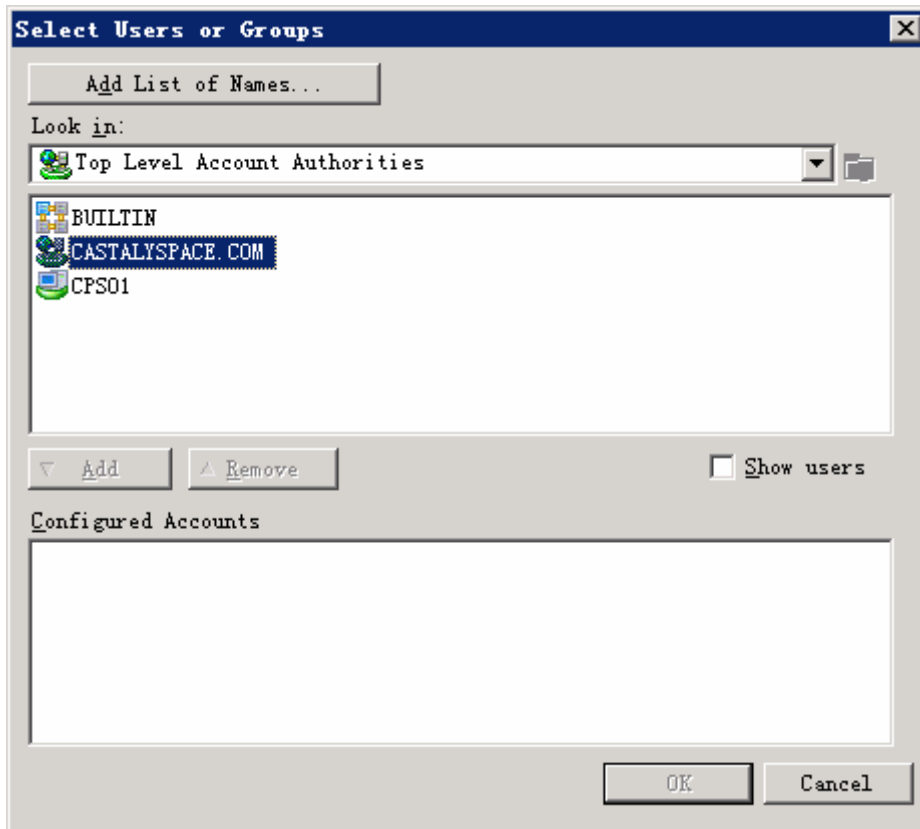 Select Users or Groups
Add List of Names...
Look in:
Top Level Account Authorities
BUILTIN
CASTALYSPACE.COM
CPS01
Add Remove Show users
Configured Accounts
OK Cancel